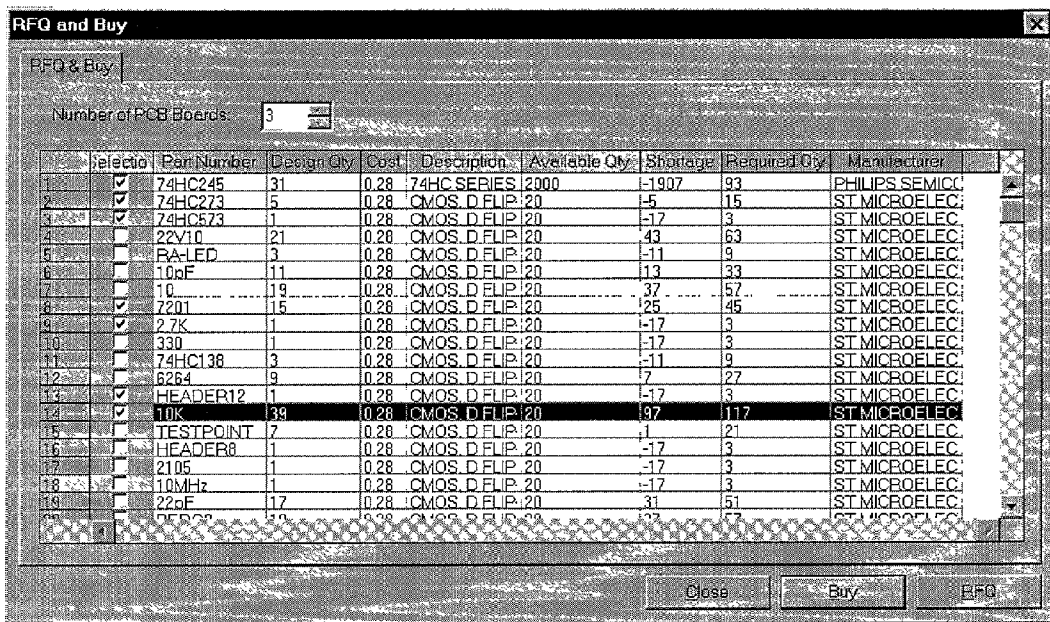 RFQ and Buy
RFQ & Buy
Number of PCB Boards: 3
Selectio Part Number Design Qty Cost Description Available Qty Shortage Required Qty Manufacturer
1 74HC245 31 0.28 74HC SERIES 2000 -1907 93 PHILIPS SEMICO
2 74HC273 5 0.28 CMOS. D FLIP 20 -5 15 ST MICROELEC
3 74HC573 1 0.28 CMOS. D FLIP 20 -17 3 ST MICROELEC
4 22V10 21 0.28 CMOS. D FLIP 20 43 63 ST MICROELEC
5 RA-LED 3 0.28 CMOS. D FLIP 20 -11 9 ST MICROELEC
6 10pF 11 0.28 CMOS. D FLIP 20 13 33 ST MICROELEC
7 10 19 0.28 CMOS. D FLIP 20 37 57 ST MICROELEC
8 7201 15 0.28 CMOS. D FLIP 20 25 45 ST MICROELEC
9 2.7K 1 0.28 CMOS. D FLIP 20 -17 3 ST MICROELEC
10 330 1 0.28 CMOS. D FLIP 20 -17 3 ST MICROELEC
11 74HC138 3 0.28 CMOS. D FLIP 20 -11 9 ST MICROELEC
12 6264 9 0.28 CMOS. D FLIP 20 7 27 ST MICROELEC
13 HEADER12 1 0.28 CMOS. D FLIP 20 -17 3 ST MICROELEC
14 10K 39 0.28 CMOS. D FLIP 20 97 117 ST MICROELEC
15 TESTPOINT 7 0.28 CMOS. D FLIP 20 1 21 ST MICROELEC
16 HEADER8 1 0.28 CMOS. D FLIP 20 -17 3 ST MICROELEC
17 2105 1 0.28 CMOS. D FLIP 20 -17 3 ST MICROELEC
18 10MHz 1 0.28 CMOS. D FLIP 20 -17 3 ST MICROELEC
19 22pF 17 0.28 CMOS. D FLIP 20 31 51 ST MICROELEC
Close Buy RFQ